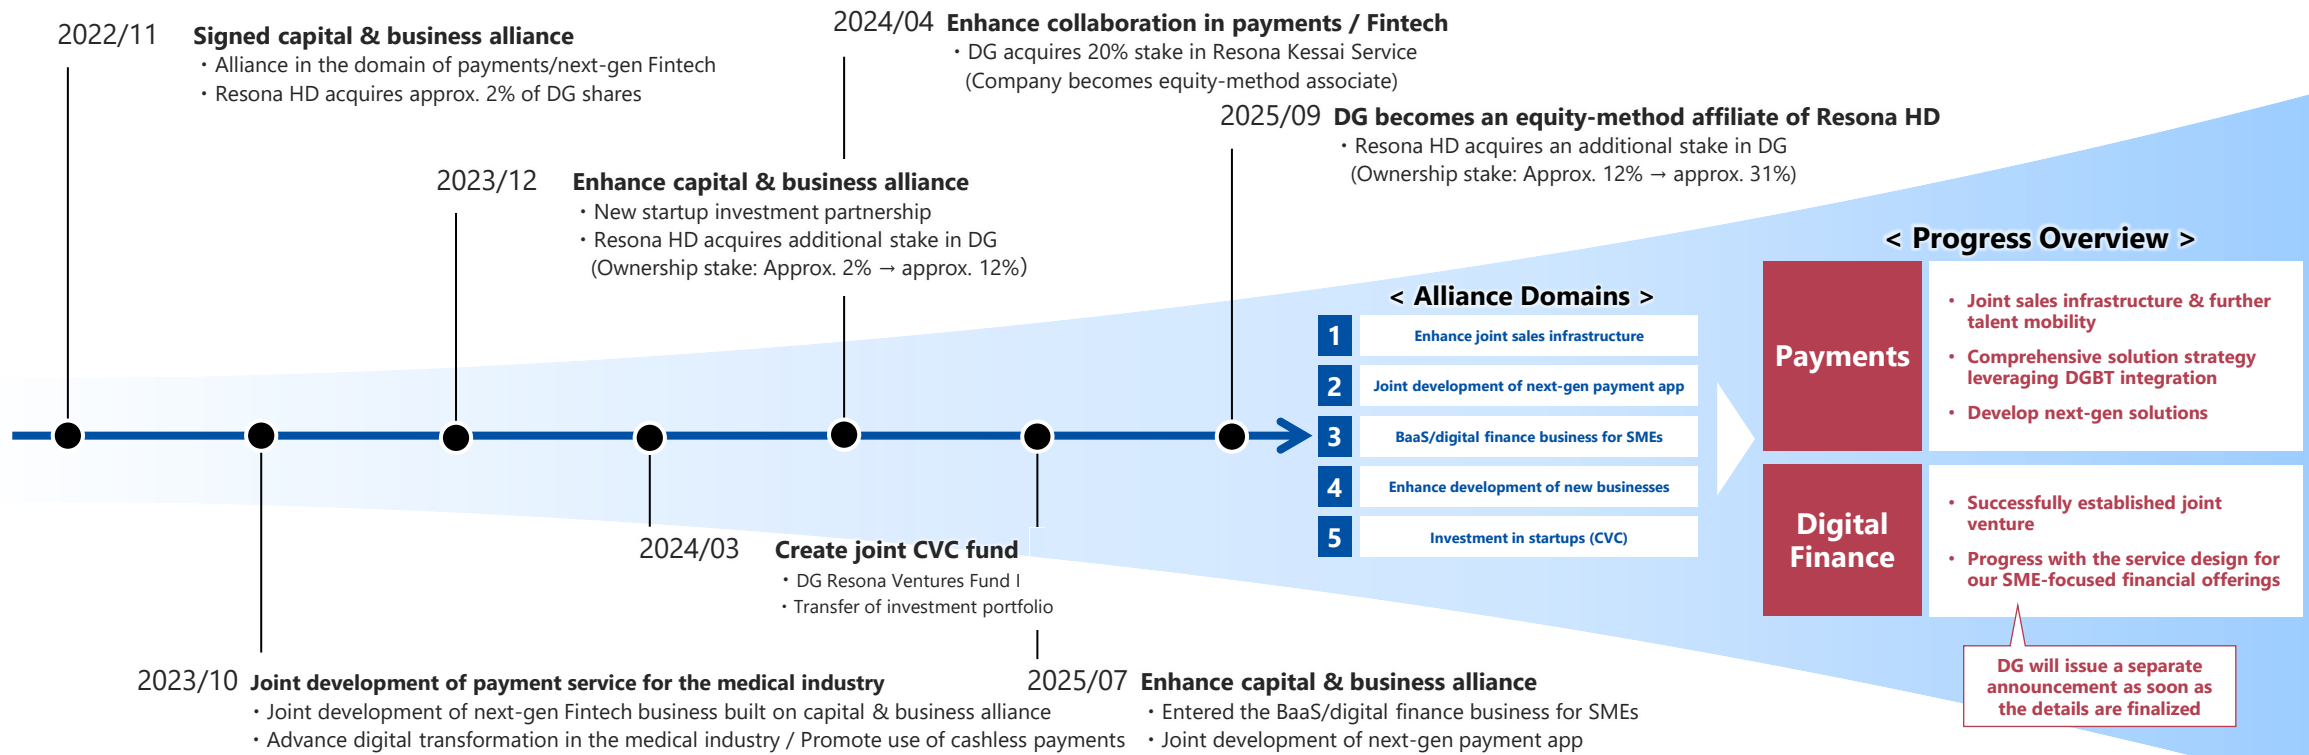 2022/11 Signed capital & business alliance
・Alliance in the domain of payments/next-gen Fintech
・Resona HD acquires approx. 2% of DG shares
2023/10 Joint development of payment service for the medical industry
・Joint development of next-gen Fintech business built on capital & business alliance
・Advance digital transformation in the medical industry / Promote use of cashless payments
2023/12 Enhance capital & business alliance
・New startup investment partnership
・Resona HD acquires additional stake in DG
(Ownership stake: Approx. 2% → approx. 12%)
2024/03 Create joint CVC fund
・DG Resona Ventures Fund I
・Transfer of investment portfolio
2024/04 Enhance collaboration in payments / Fintech
・DG acquires 20% stake in Resona Kessai Service
(Company becomes equity-method associate)
2025/07 Enhance capital & business alliance
・Entered the BaaS/digital finance business for SMEs
・Joint development of next-gen payment app
2025/09 DG becomes an equity-method affiliate of Resona HD
・Resona HD acquires an additional stake in DG
(Ownership stake: Approx. 12% → approx. 31%)
< Alliance Domains >
1 Enhance joint sales infrastructure
2 Joint development of next-gen payment app
3 BaaS/digital finance business for SMEs
4 Enhance development of new businesses
5 Investment in startups (CVC)
< Progress Overview >
Payments
• Joint sales infrastructure & further
talent mobility
• Comprehensive solution strategy
leveraging DGBT integration
• Develop next-gen solutions
Digital
Finance
• Successfully established joint
venture
• Progress with the service design for
our SME-focused financial offerings
DG will issue a separate
announcement as soon as
the details are finalized